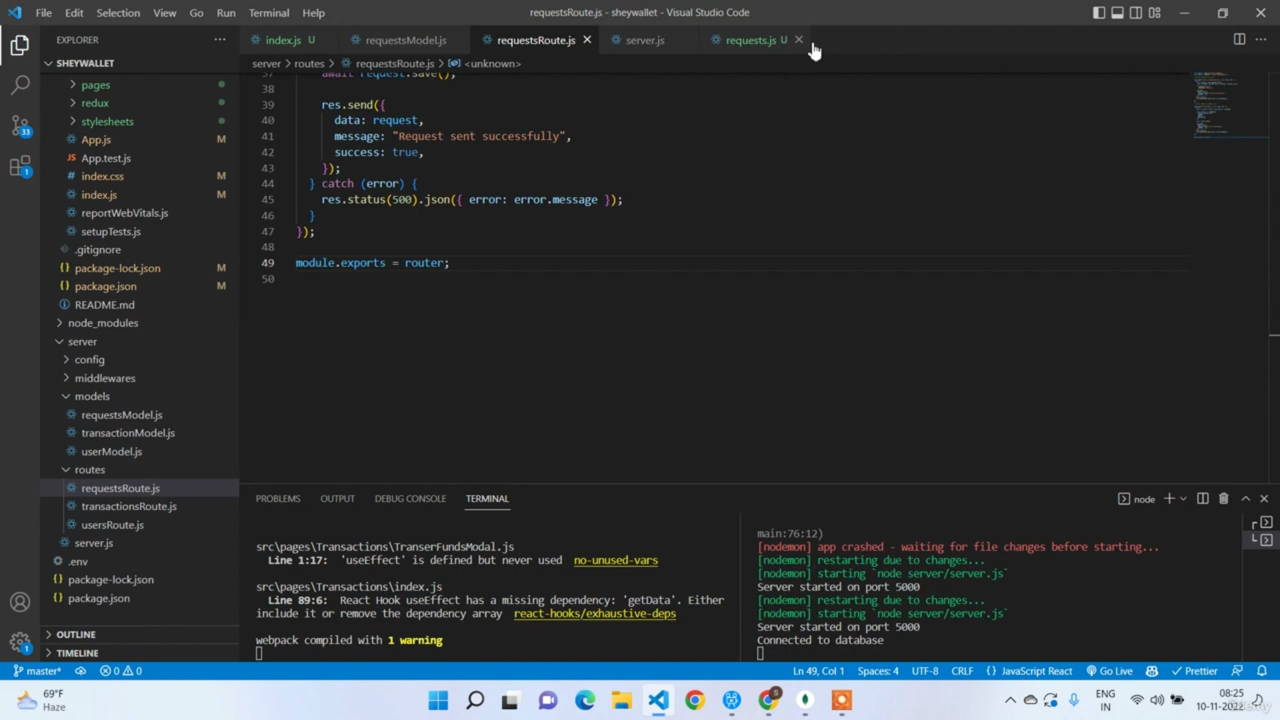 File Edit Selection View Go Run Terminal Help
requestsRoute.js - sheywallet - Visual Studio Code
EXPLORER ...
index.js U
requestsModel.js
requestsRoute.js
server.js
requests.js U
SHEYWALLET
server > routes > requestsRoute.js > <unknown>
pages
redux
stylesheets
App.js M
App.test.js
index.css M
index.js M
reportWebVitals.js
setupTests.js
.gitignore
package-lock.json M
package.json M
README.md
node_modules
server
config
middlewares
models
requestsModel.js
transactionModel.js
userModel.js
routes
requestsRoute.js
transactionsRoute.js
usersRoute.js
server.js
.env
package-lock.json
package.json
OUTLINE
TIMELINE
33
1
1
37 await request.save();
38
39 res.send({
40 data: request,
41 message: "Request sent successfully",
42 success: true,
43 });
44 } catch (error) {
45 res.status(500).json({ error: error.message });
46 }
47 });
48
49 module.exports = router;
50
PROBLEMS OUTPUT DEBUG CONSOLE TERMINAL
node
src\pages\Transactions\TranserFundsModal.js
Line 1:17: 'useEffect' is defined but never used no-unused-vars
src\pages\Transactions\index.js
Line 89:6: React Hook useEffect has a missing dependency: 'getData'. Either
include it or remove the dependency array react-hooks/exhaustive-deps
webpack compiled with 1 warning
main:76:12)
[nodemon] app crashed - waiting for file changes before starting...
[nodemon] restarting due to changes...
[nodemon] starting `node server/server.js`
Server started on port 5000
[nodemon] restarting due to changes...
[nodemon] starting `node server/server.js`
Server started on port 5000
Connected to database
master* 0 0
Ln 49, Col 1 Spaces: 4 UTF-8 CRLF {} JavaScript React Go Live Prettier
69°F
Haze
ENG
IN
08:25
10-11-2022